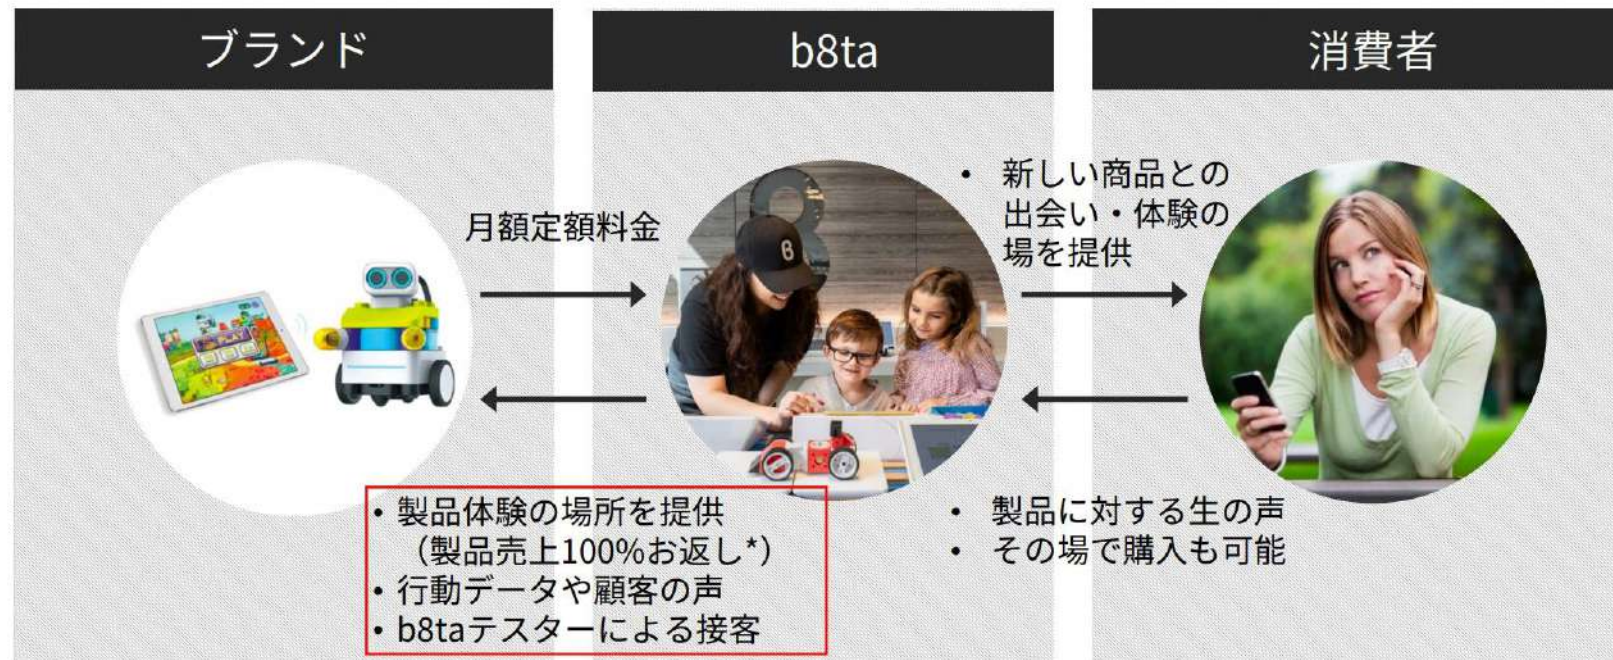 ブランド
b8ta
消費者
月額定額料金
• 新しい商品との
出会い・体験の
場を提供
• 製品体験の場所を提供
（製品売上100%お返し*）
• 行動データや顧客の声
• b8taテスターによる接客
• 製品に対する生の声
• その場で購入も可能
PLAY